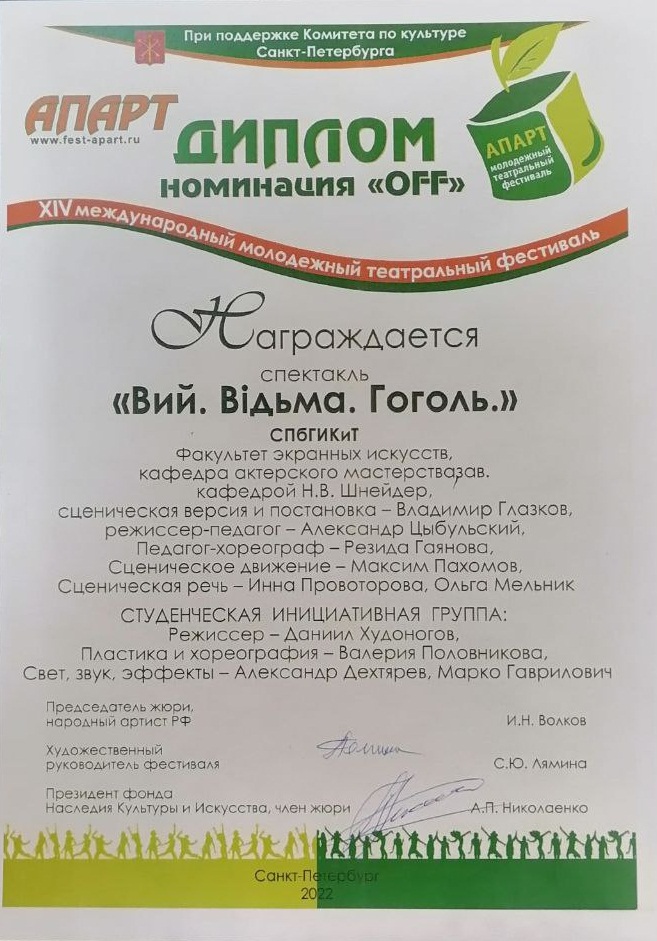 При поддержке Комитета по культуре
Санкт-Петербурга
АПАРТ
www.fest-apart.ru
ДИПЛОМ
номинация «OFF»
АПАРТ
молодежный
театральный
фестиваль
XIV международный молодежный театральный фестиваль
Награждается
спектакль
«Вий. Відьма. Гоголь.»
СПбГИКиТ
Факультет экранных искусств,
кафедра актерского мастерствазав.
кафедрой Н.В. Шнейдер,
сценическая версия и постановка – Владимир Глазков,
режиссер-педагог – Александр Цыбульский,
Педагог-хореограф – Резида Гаянова,
Сценическое движение – Максим Пахомов,
Сценическая речь – Инна Провоторова, Ольга Мельник
СТУДЕНЧЕСКАЯ ИНИЦИАТИВНАЯ ГРУППА:
Режиссер – Даниил Худоногов,
Пластика и хореография – Валерия Половникова,
Свет, звук, эффекты – Александр Дехтярев, Марко Гаврилович
Председатель жюри,
народный артист РФ И.Н. Волков
Художественный
руководитель фестиваля С.Ю. Лямина
Президент фонда
Наследия Культуры и Искусства, член жюри А.П. Николаенко
Санкт-Петербург
2022